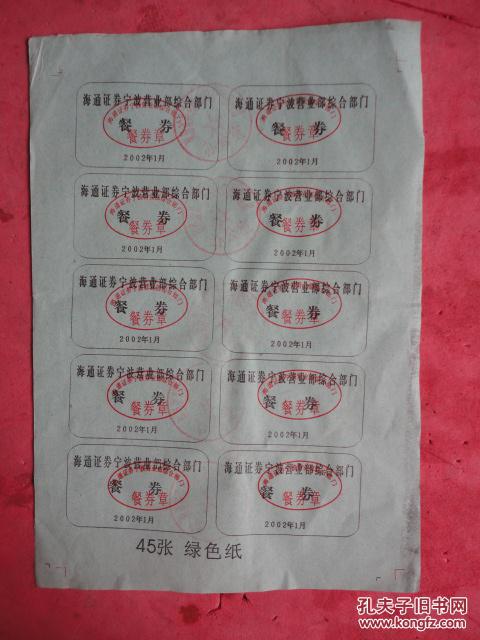 海通证券宁波营业部综合部门
餐 券
餐券章
2002年1月
海通证券宁波营业部综合部门
餐 券
餐券章
2002年1月
海通证券宁波营业部综合部门
餐 券
餐券章
2002年1月
海通证券宁波营业部综合部门
餐 券
餐券章
2002年1月
海通证券宁波营业部综合部门
餐 券
餐券章
2002年1月
海通证券宁波营业部综合部门
餐 券
餐券章
2002年1月
海通证券宁波营业部综合部门
餐 券
餐券章
2002年1月
海通证券宁波营业部综合部门
餐 券
餐券章
2002年1月
海通证券宁波营业部综合部门
餐 券
餐券章
2002年1月
海通证券宁波营业部综合部门
餐 券
餐券章
2002年1月
45张 绿色纸
孔夫子旧书网
www.kongfz.com